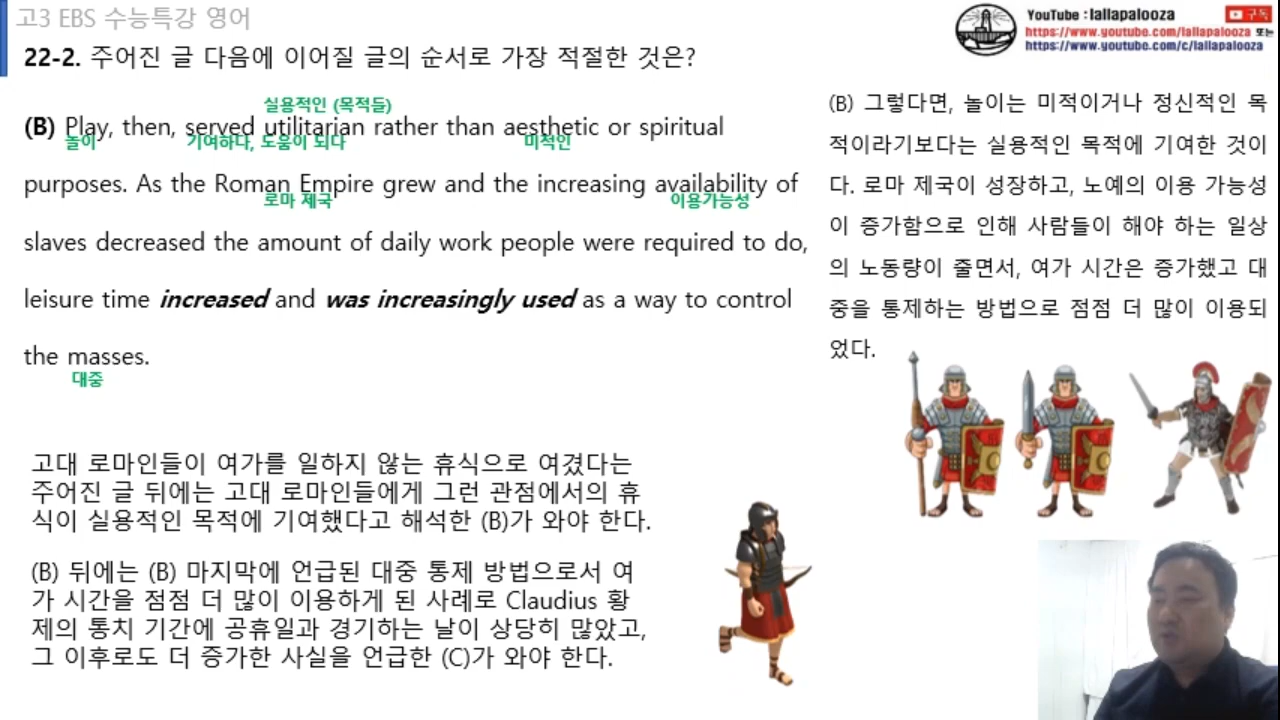 고3 EBS 수능특강 영어
YouTube : lallapalooza
구독
https://www.youtube.com/lallapalooza 또는
https://www.youtube.com/c/lallapalooza
22-2. 주어진 글 다음에 이어질 글의 순서로 가장 적절한 것은?
실용적인 (목적들)
(B) Play, then, served utilitarian rather than aesthetic or spiritual
놀이 기여하다, 도움이 되다 미적인
purposes. As the Roman Empire grew and the increasing availability of
로마 제국 이용가능성
slaves decreased the amount of daily work people were required to do,
leisure time increased and was increasingly used as a way to control
the masses.
대중
(B) 그렇다면, 놀이는 미적이거나 정신적인 목
적이라기보다는 실용적인 목적에 기여한 것이
다. 로마 제국이 성장하고, 노예의 이용 가능성
이 증가함으로 인해 사람들이 해야 하는 일상
의 노동량이 줄면서, 여가 시간은 증가했고 대
중을 통제하는 방법으로 점점 더 많이 이용되
었다.
고대 로마인들이 여가를 일하지 않는 휴식으로 여겼다는
주어진 글 뒤에는 고대 로마인들에게 그런 관점에서의 휴
식이 실용적인 목적에 기여했다고 해석한 (B)가 와야 한다.
(B) 뒤에는 (B) 마지막에 언급된 대중 통제 방법으로서 여
가 시간을 점점 더 많이 이용하게 된 사례로 Claudius 황
제의 통치 기간에 공휴일과 경기하는 날이 상당히 많았고,
그 이후로도 더 증가한 사실을 언급한 (C)가 와야 한다.